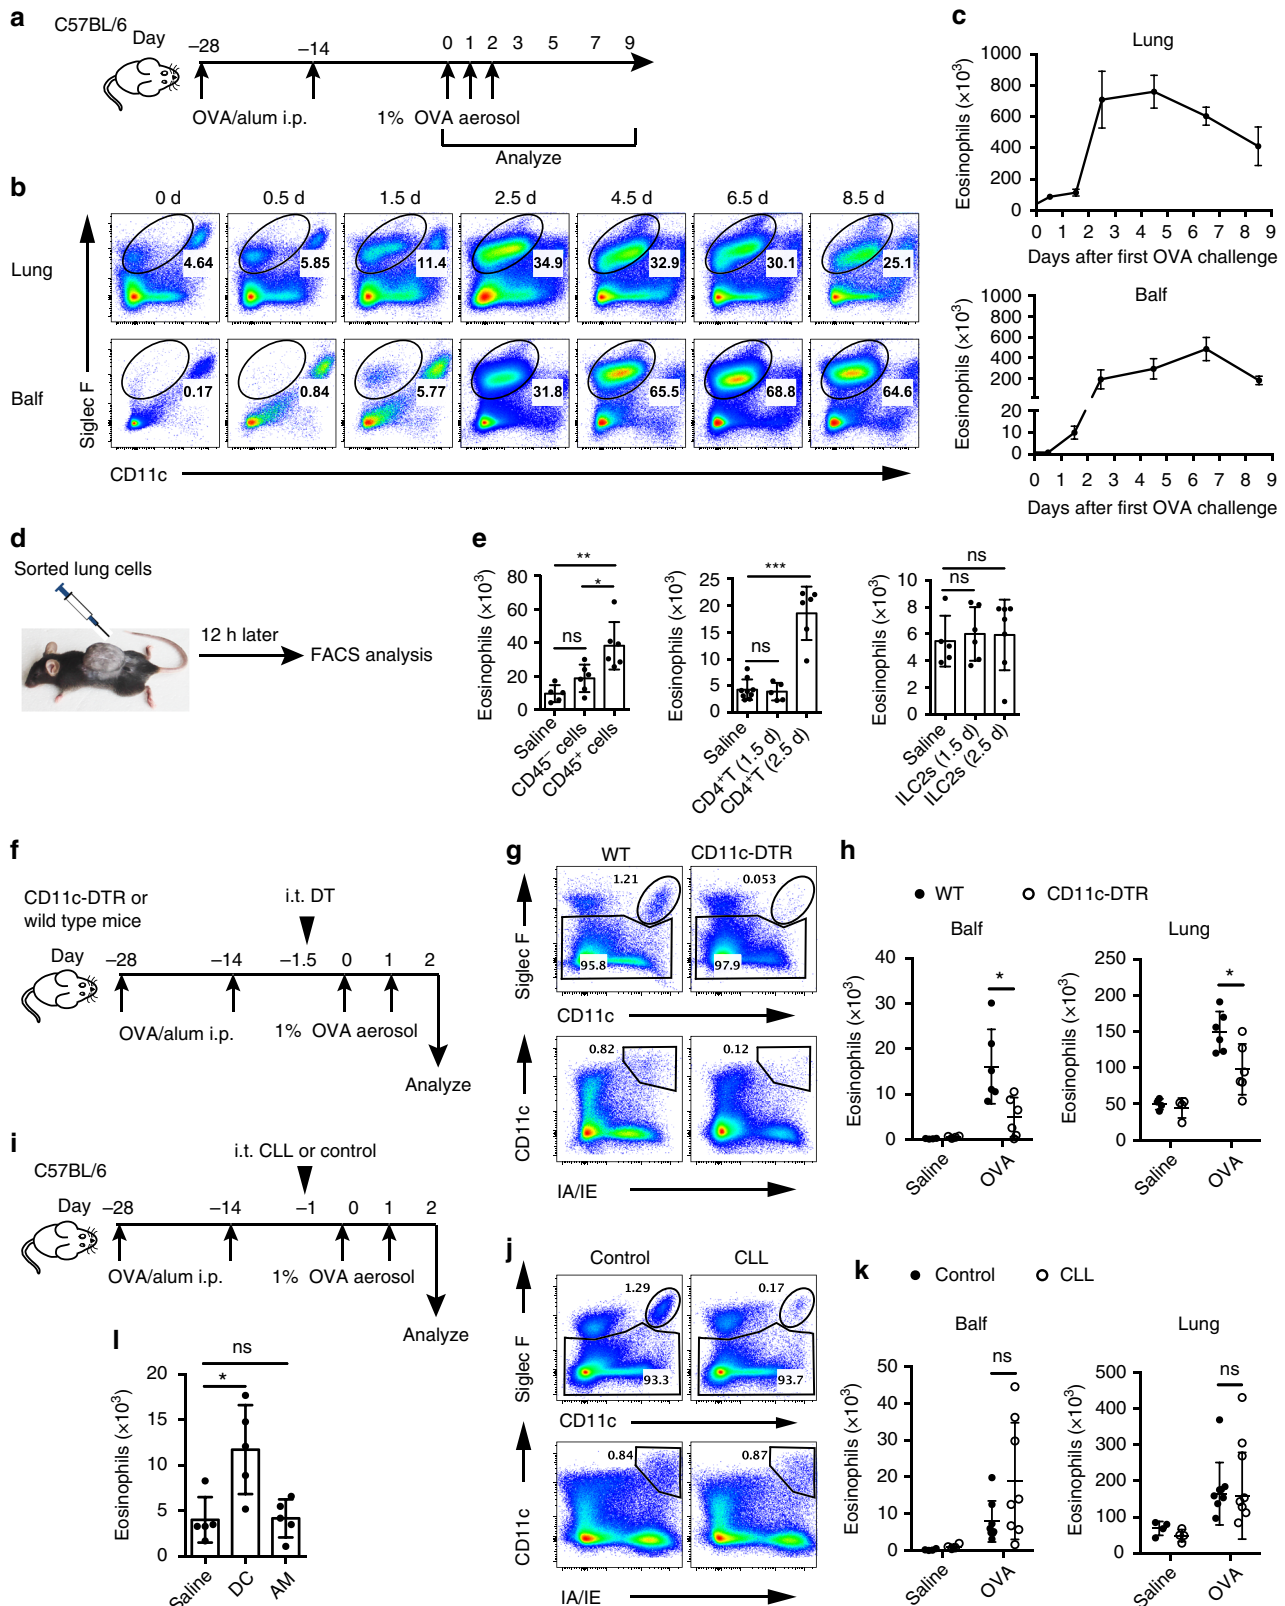 a
C57BL/6
Day
–28
–14
0 1 2 3 5 7 9
OVA/alum i.p.
1% OVA aerosol
Analyze
b
0 d 0.5 d 1.5 d 2.5 d 4.5 d 6.5 d 8.5 d
Lung
4.64 5.85 11.4 34.9 32.9 30.1 25.1
Balf
0.17 0.84 5.77 31.8 65.5 68.8 64.6
Siglec F
CD11c
c
Lung
Eosinophils (×10³)
1000
800
600
400
200
0
0 1 2 3 4 5 6 7 8 9
Days after first OVA challenge
Balf
Eosinophils (×10³)
1000
800
600
400
200
20
10
0
0 1 2 3 4 5 6 7 8 9
Days after first OVA challenge
d
Sorted lung cells
12 h later
FACS analysis
e
Eosinophils (×10³)
80
60
40
20
0
**
*
ns
Saline
CD45⁻ cells
CD45⁺ cells
Eosinophils (×10³)
25
20
15
10
5
0
***
ns
Saline
CD4⁺T (1.5 d)
CD4⁺T (2.5 d)
Eosinophils (×10³)
10
8
6
4
2
0
ns
ns
Saline
ILC2s (1.5 d)
ILC2s (2.5 d)
f
CD11c-DTR or
wild type mice
i.t. DT
Day
–28 –14 –1.5 0 1 2
OVA/alum i.p.
1% OVA aerosol
Analyze
g
WT CD11c-DTR
1.21 0.053
95.8 97.9
Siglec F
CD11c
0.82 0.12
CD11c
IA/IE
h
WT CD11c-DTR
Balf
Eosinophils (×10³)
40
30
20
10
0
*
Saline
OVA
Lung
Eosinophils (×10³)
250
200
150
100
50
0
*
Saline
OVA
i
C57BL/6
i.t. CLL or control
Day –28 –14 –1 0 1 2
OVA/alum i.p.
1% OVA aerosol
Analyze
j
Control CLL
1.29 0.17
93.3 93.7
Siglec F
CD11c
0.84 0.87
CD11c
IA/IE
k
Control CLL
Balf
Eosinophils (×10³)
50
40
30
20
10
0
ns
Saline
OVA
Lung
Eosinophils (×10³)
500
400
300
200
100
0
ns
Saline
OVA
l
Eosinophils (×10³)
20
15
10
5
0
ns
*
Saline
DC
AM